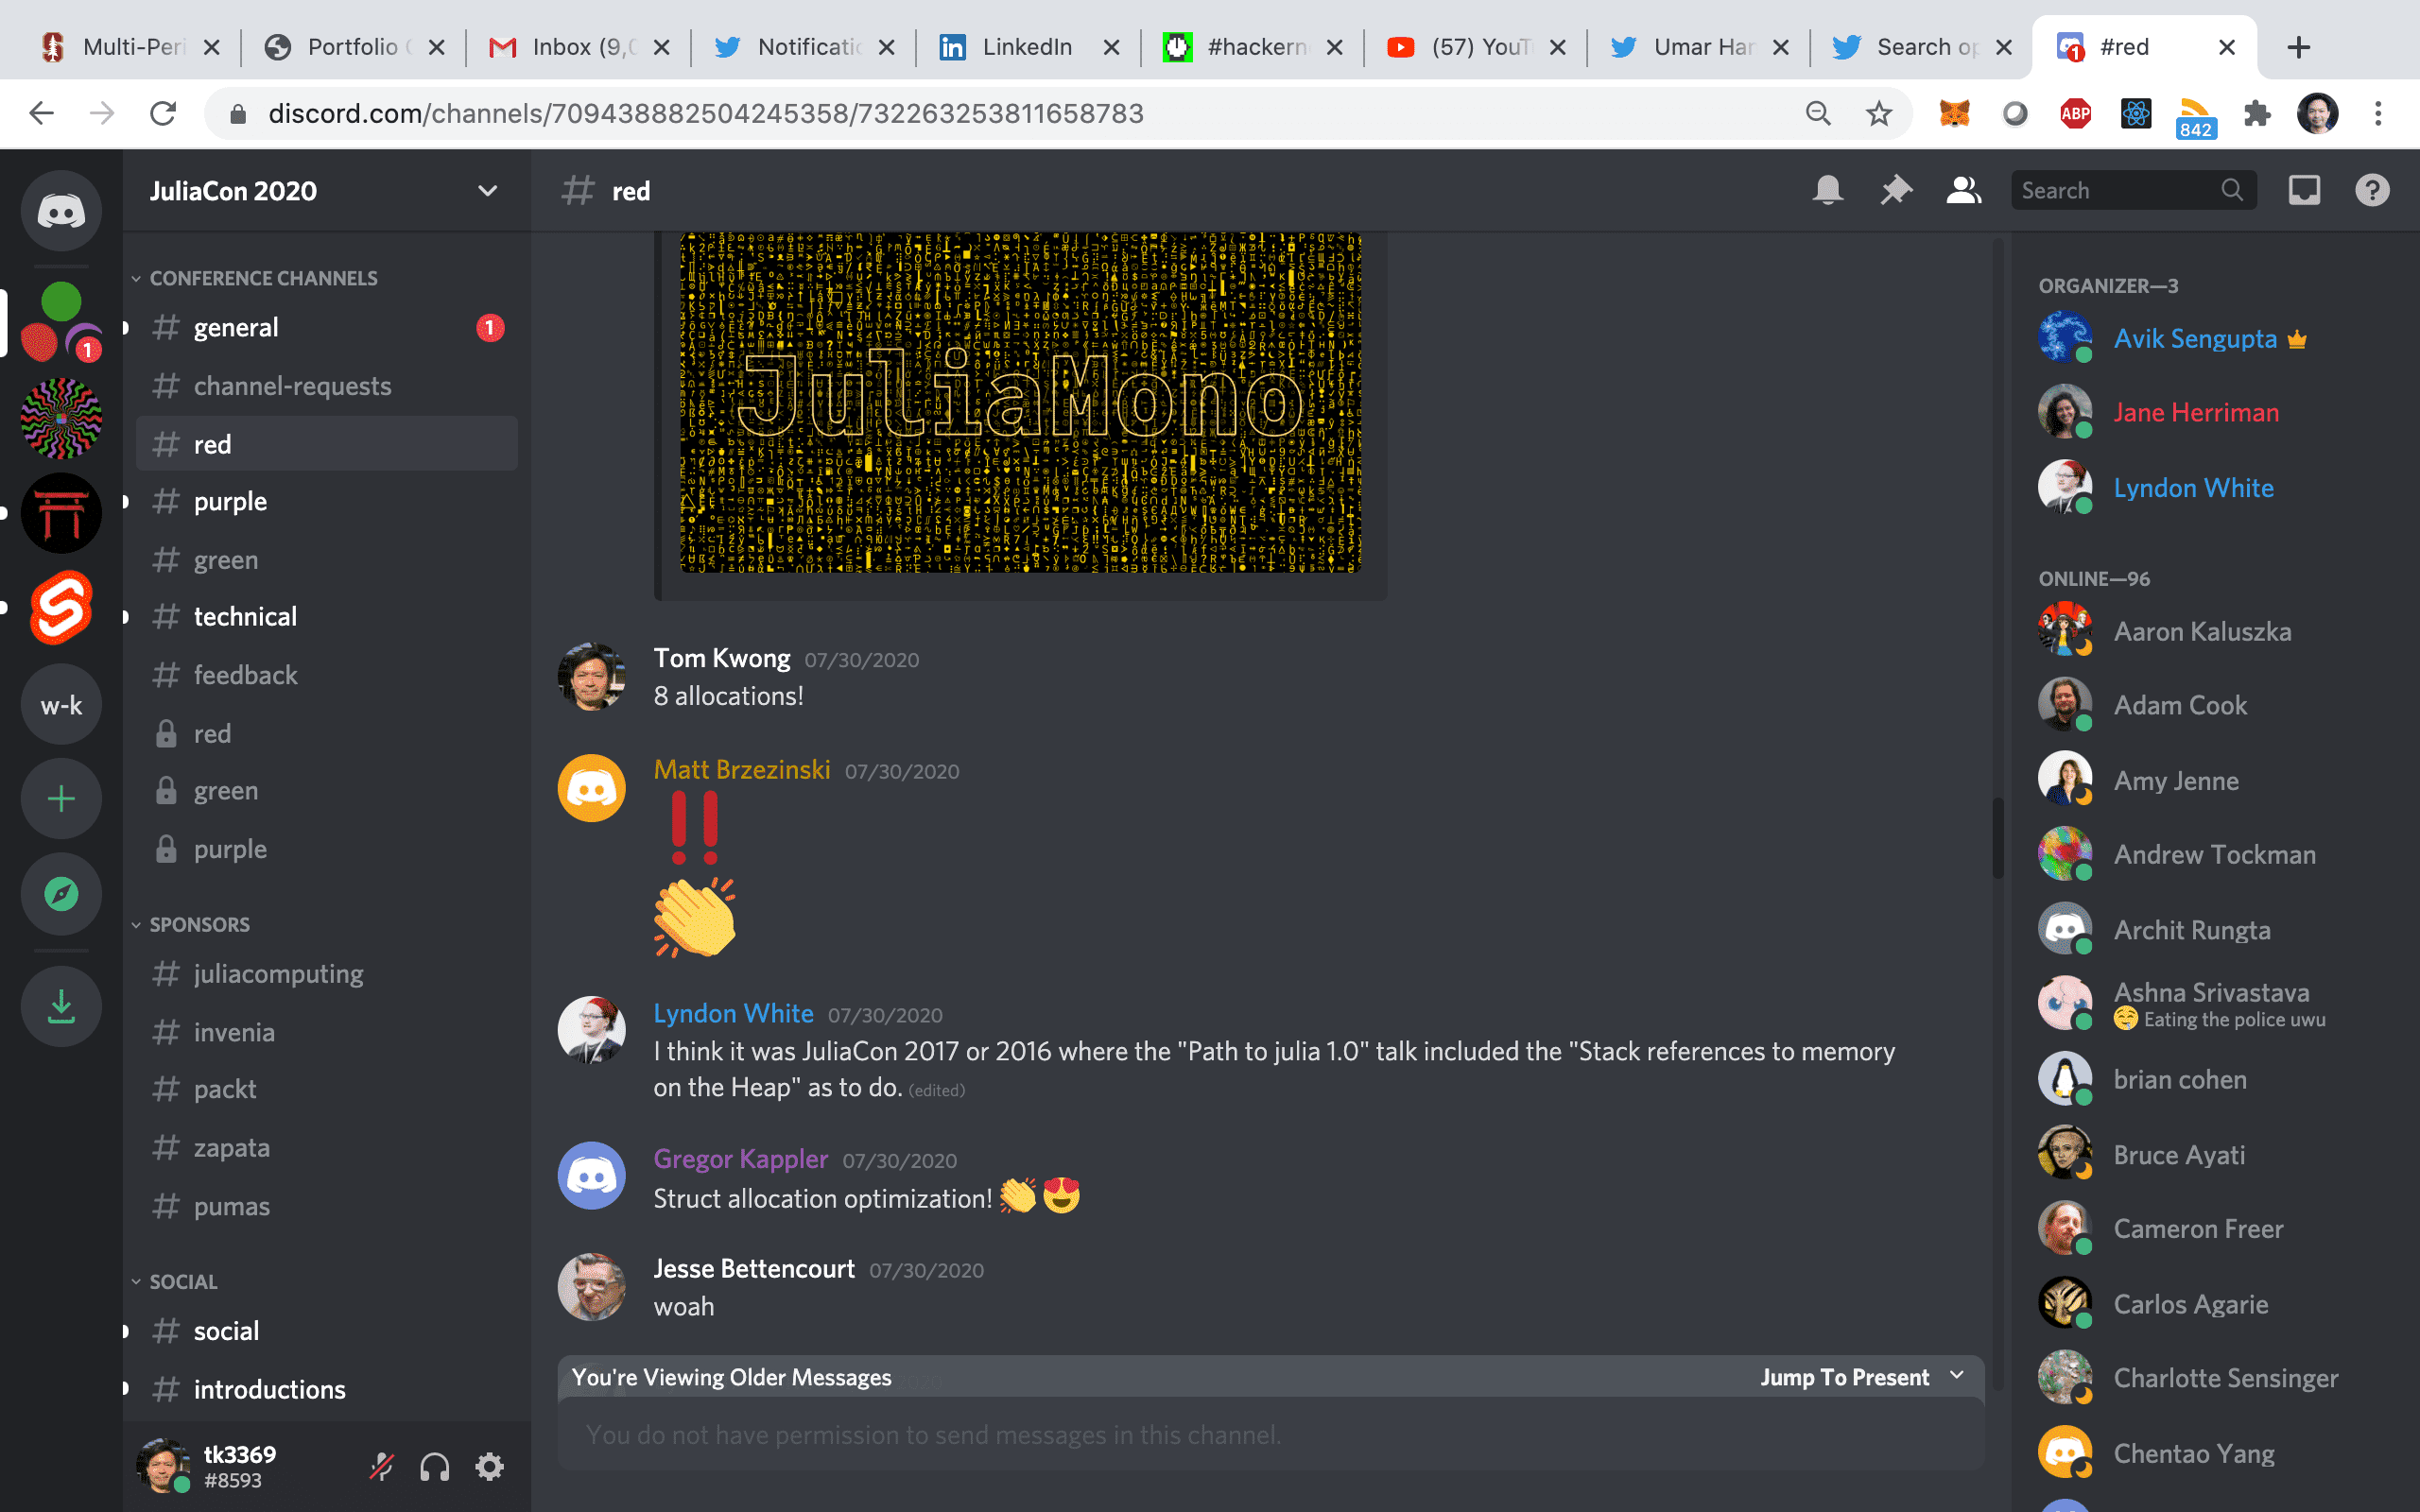 Multi-Peri
Portfolio
Inbox (9,
Notificatio
LinkedIn
#hackern
(57) YouT
Umar Har
Search op
#red
discord.com/channels/709438882504245358/732263253811658783
ABP
842
JuliaCon 2020
red
Search
CONFERENCE CHANNELS
general
1
channel-requests
red
purple
green
technical
feedback
red
green
purple
SPONSORS
juliacomputing
invenia
packt
zapata
pumas
SOCIAL
social
introductions
1
w-k
tk3369
#8593
JuliaMono
Tom Kwong 07/30/2020
8 allocations!
Matt Brzezinski 07/30/2020
Lyndon White 07/30/2020
I think it was JuliaCon 2017 or 2016 where the "Path to julia 1.0" talk included the "Stack references to memory
on the Heap" as to do. (edited)
Gregor Kappler 07/30/2020
Struct allocation optimization! 👏😍
Jesse Bettencourt 07/30/2020
woah
You're Viewing Older Messages
Jump To Present
You do not have permission to send messages in this channel.
ORGANIZER—3
Avik Sengupta
Jane Herriman
Lyndon White
ONLINE—96
Aaron Kaluszka
Adam Cook
Amy Jenne
Andrew Tockman
Archit Rungta
Ashna Srivastava
Eating the police uwu
brian cohen
Bruce Ayati
Cameron Freer
Carlos Agarie
Charlotte Sensinger
Chentao Yang